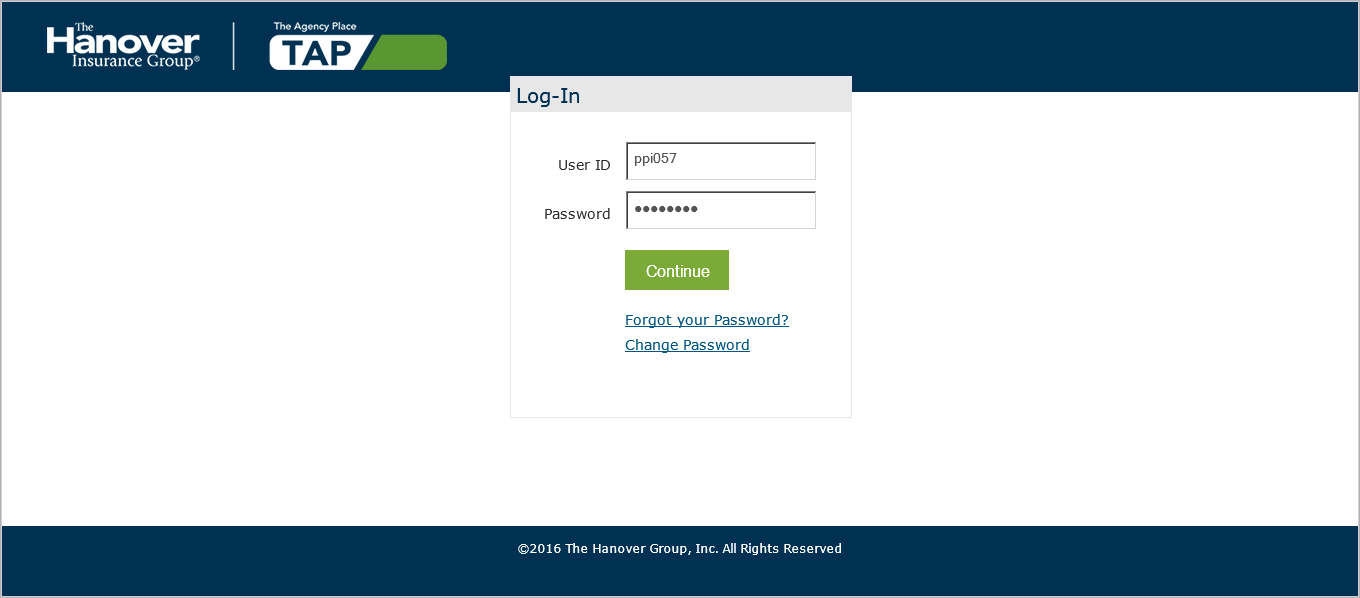 The
Hanover
Insurance Group®
The Agency Place
TAP
Log-In
User ID
ppi057
Password
••••••••
Continue
Forgot your Password?
Change Password
©2016 The Hanover Group, Inc. All Rights Reserved